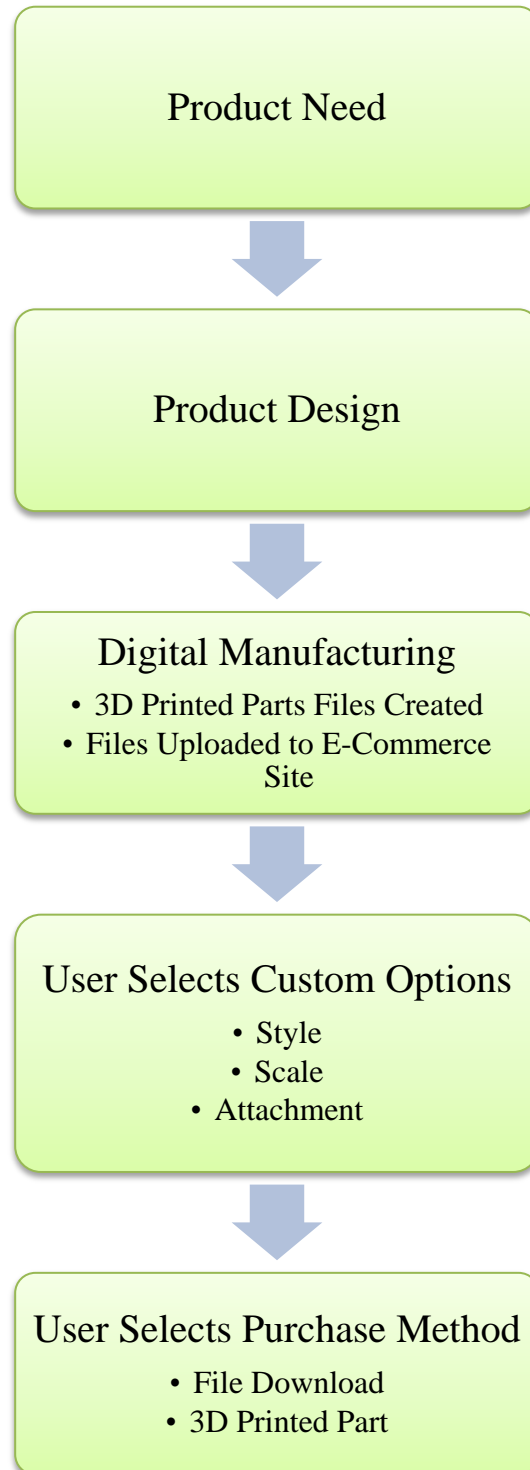 Product Need
Product Design
Digital Manufacturing
• 3D Printed Parts Files Created
• Files Uploaded to E-Commerce
Site
User Selects Custom Options
• Style
• Scale
• Attachment
User Selects Purchase Method
• File Download
• 3D Printed Part